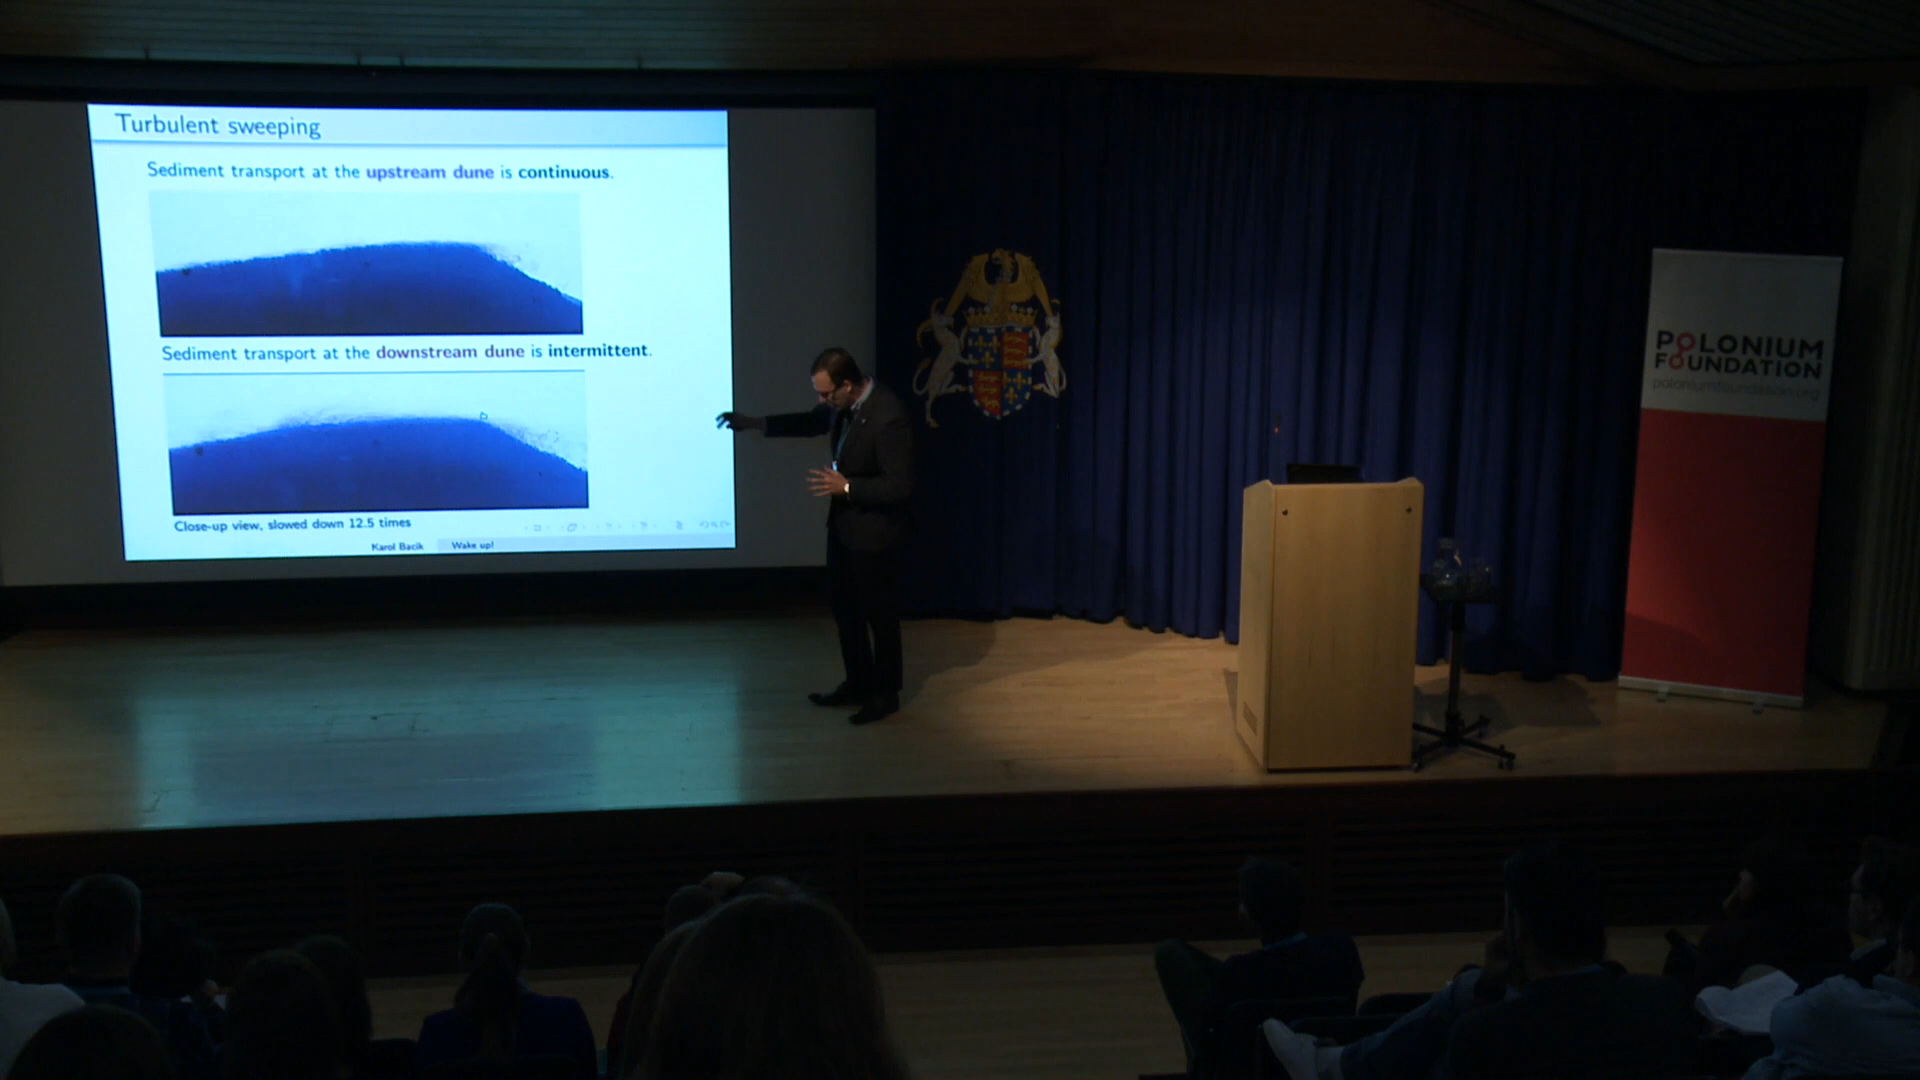 Turbulent sweeping
Sediment transport at the upstream dune is continuous.
Sediment transport at the downstream dune is intermittent.
Close-up view, slowed down 12.5 times
Karol Bacik Wake up!
POLONIUM
FOUNDATION
poloniumfoundation.org